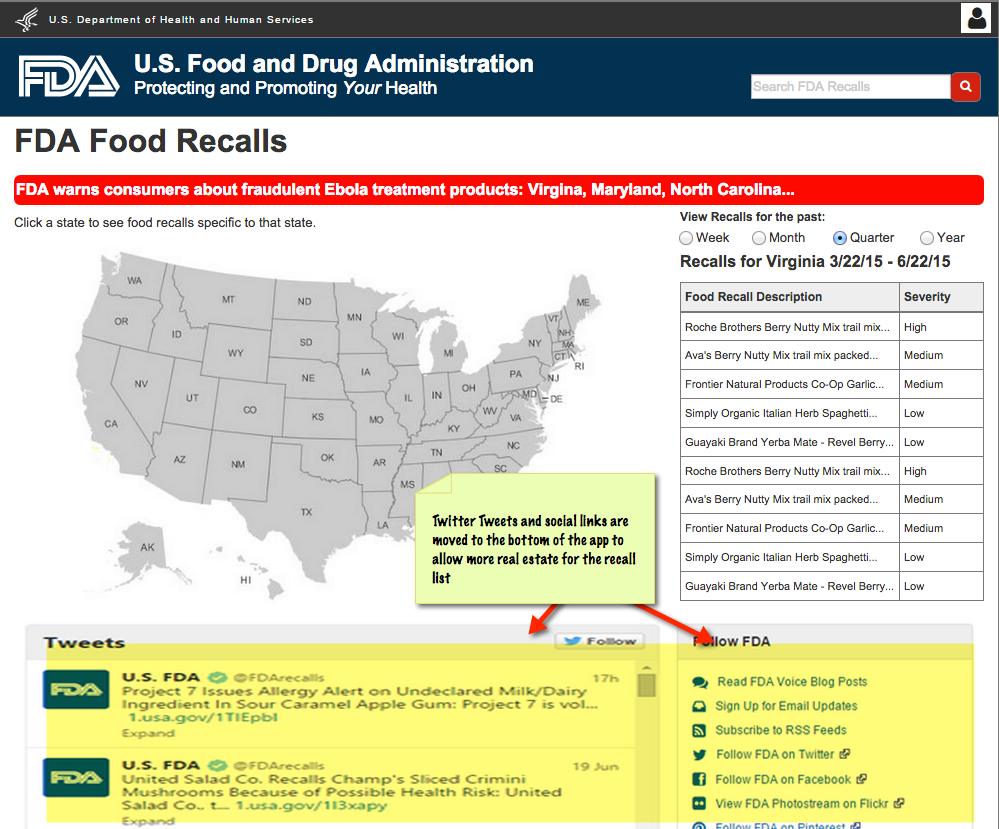 U.S. Department of Health and Human Services
FDA
U.S. Food and Drug Administration
Protecting and Promoting Your Health
Search FDA Recalls
FDA Food Recalls
FDA warns consumers about fraudulent Ebola treatment products: Virgina, Maryland, North Carolina...
Click a state to see food recalls specific to that state.
View Recalls for the past:
Week Month Quarter Year
Recalls for Virginia 3/22/15 - 6/22/15
Food Recall Description Severity
Roche Brothers Berry Nutty Mix trail mix... High
Ava's Berry Nutty Mix trail mix packed... Medium
Frontier Natural Products Co-Op Garlic... Medium
Simply Organic Italian Herb Spaghetti... Low
Guayaki Brand Yerba Mate - Revel Berry... Low
Roche Brothers Berry Nutty Mix trail mix... High
Ava's Berry Nutty Mix trail mix packed... Medium
Frontier Natural Products Co-Op Garlic... Medium
Simply Organic Italian Herb Spaghetti... Low
Guayaki Brand Yerba Mate - Revel Berry... Low
WA
MT
ND
MN
ME
OR
ID
WY
SD
WI
MI
VT
NH
NY
MA
CT
RI
NV
UT
CO
NE
IA
IL
IN
OH
PA
NJ
MD
DE
CA
KS
MO
KY
WV
VA
AZ
NM
OK
AR
TN
NC
SC
MS
TX
LA
AK
HI
Twitter Tweets and social links are
moved to the bottom of the app to
allow more real estate for the recall
list
Tweets
Follow
FDA
U.S. FDA @FDArecalls 17h
Project 7 Issues Allergy Alert on Undeclared Milk/Dairy
Ingredient In Sour Caramel Apple Gum: Project 7 is vol...
1.usa.gov/1TIEpbI
Expand
FDA
U.S. FDA @FDArecalls 19 Jun
United Salad Co. Recalls Champ's Sliced Crimini
Mushrooms Because of Possible Health Risk: United
Salad Co., t... 1.usa.gov/1I3xapy
Expand
Follow FDA
Read FDA Voice Blog Posts
Sign Up for Email Updates
Subscribe to RSS Feeds
Follow FDA on Twitter
Follow FDA on Facebook
View FDA Photostream on Flickr
Follow FDA on Pinterest